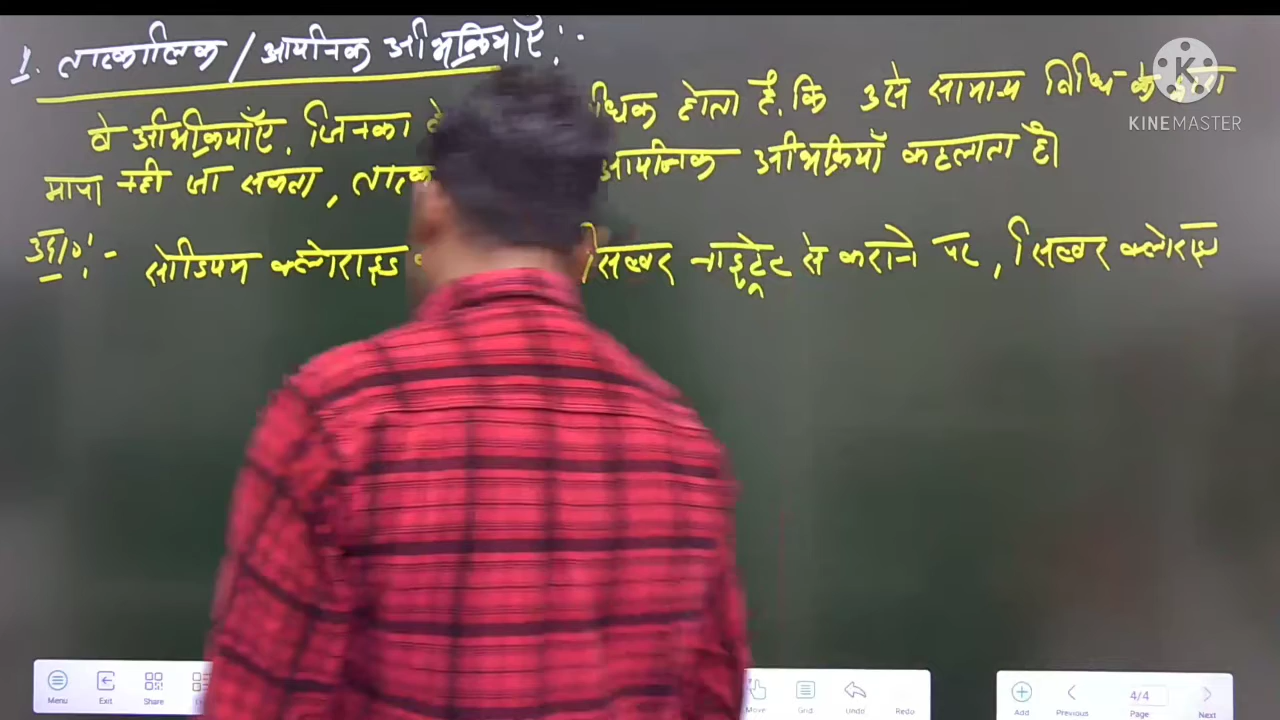 1. तात्कालिक / आयनिक अभिक्रियाएँ :-
वे अभिक्रियाएँ, जिनका धिक होता है, कि उसे सामान्य विधि के द्वारा
मापा नही जा सकता, तात्क आयनिक अभिक्रियाँ कहलाता है।
उदा० :- सोडियम क्लोराइड सिल्वर नाइट्रेट से कराने पर, सिल्वर क्लोराइड
K
KINEMASTER
Menu Exit Share Move Grid Undo Redo Add Previous 4/4 Page Next